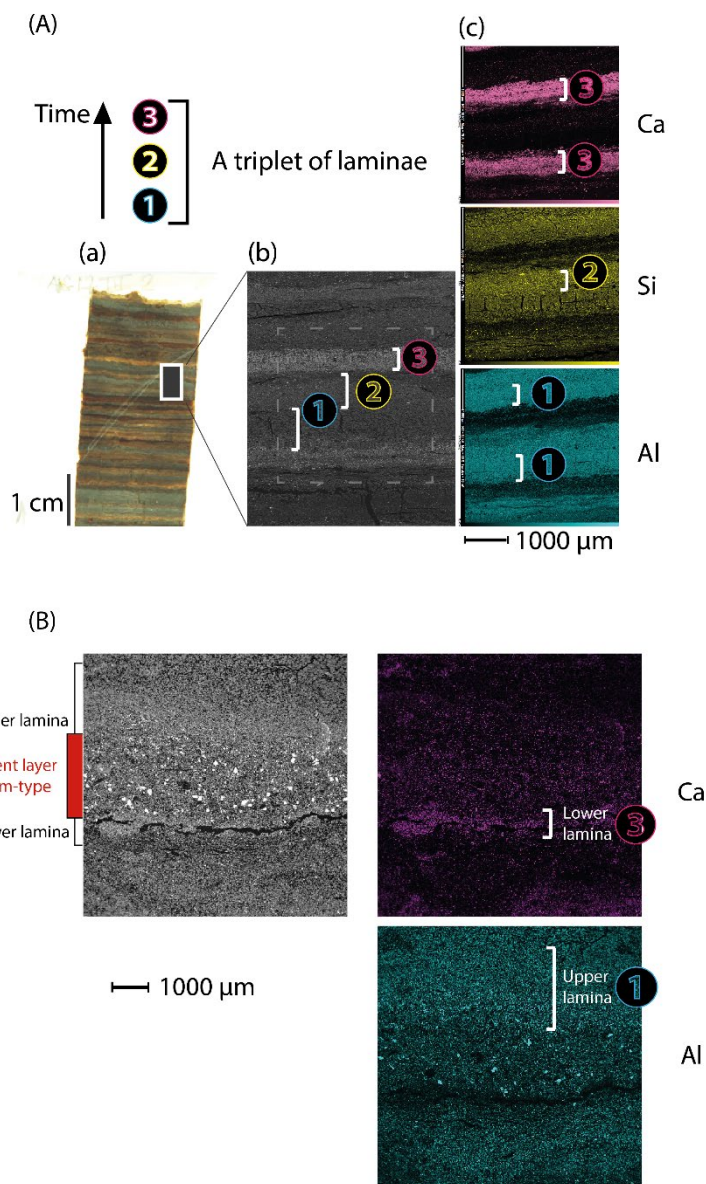 (A)
(c)
Time
3
2
1
A triplet of laminae
(a)
(b)
3
3
Ca
2
Si
1
1
Al
3
2
1
1 cm
1000 µm
(B)
er lamina
ent layer
m-type
er lamina
Lower
lamina
3
Ca
1000 µm
Upper
lamina
1
Al